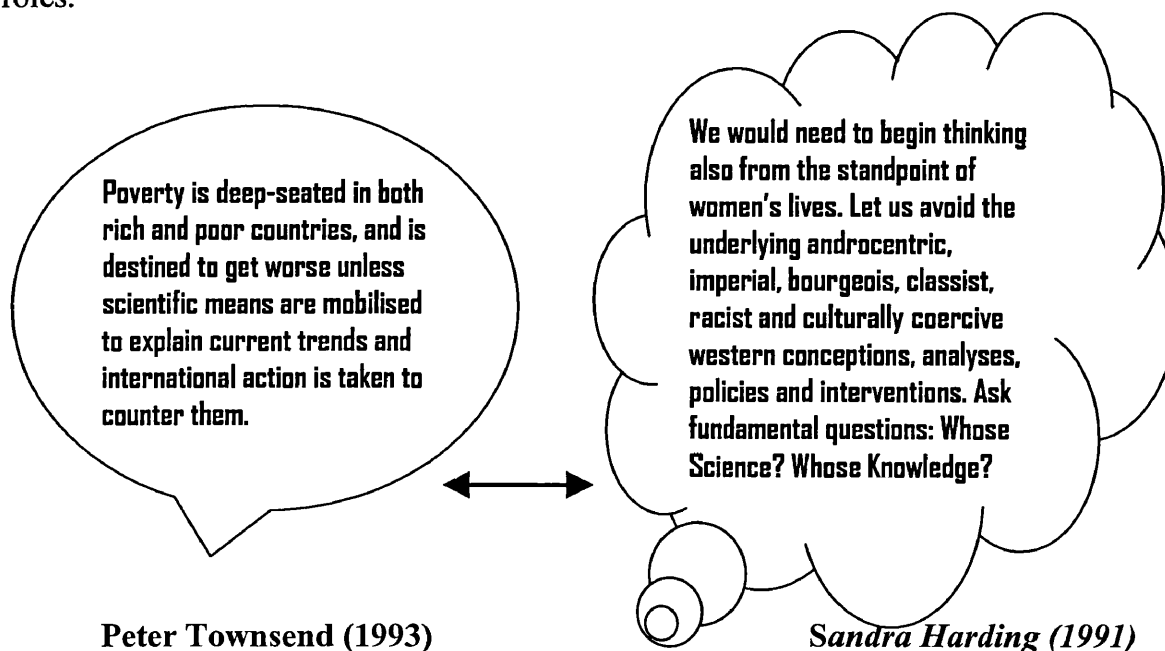 roles.
Poverty is deep-seated in both
rich and poor countries, and is
destined to get worse unless
scientific means are mobilised
to explain current trends and
international action is taken to
counter them.
We would need to begin thinking
also from the standpoint of
women's lives. Let us avoid the
underlying androcentric,
imperial, bourgeois, classist,
racist and culturally coercive
western conceptions, analyses,
policies and interventions. Ask
fundamental questions: Whose
Science? Whose Knowledge?
Peter Townsend (1993)
Sandra Harding (1991)